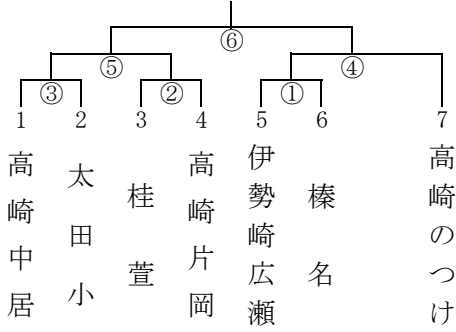 ⑥
⑤ ④
③ ② ①
1 2 3 4 5 6 7
高崎中居
太田小
桂萱
高崎片岡
伊勢崎広瀬
榛名
高崎のつけ